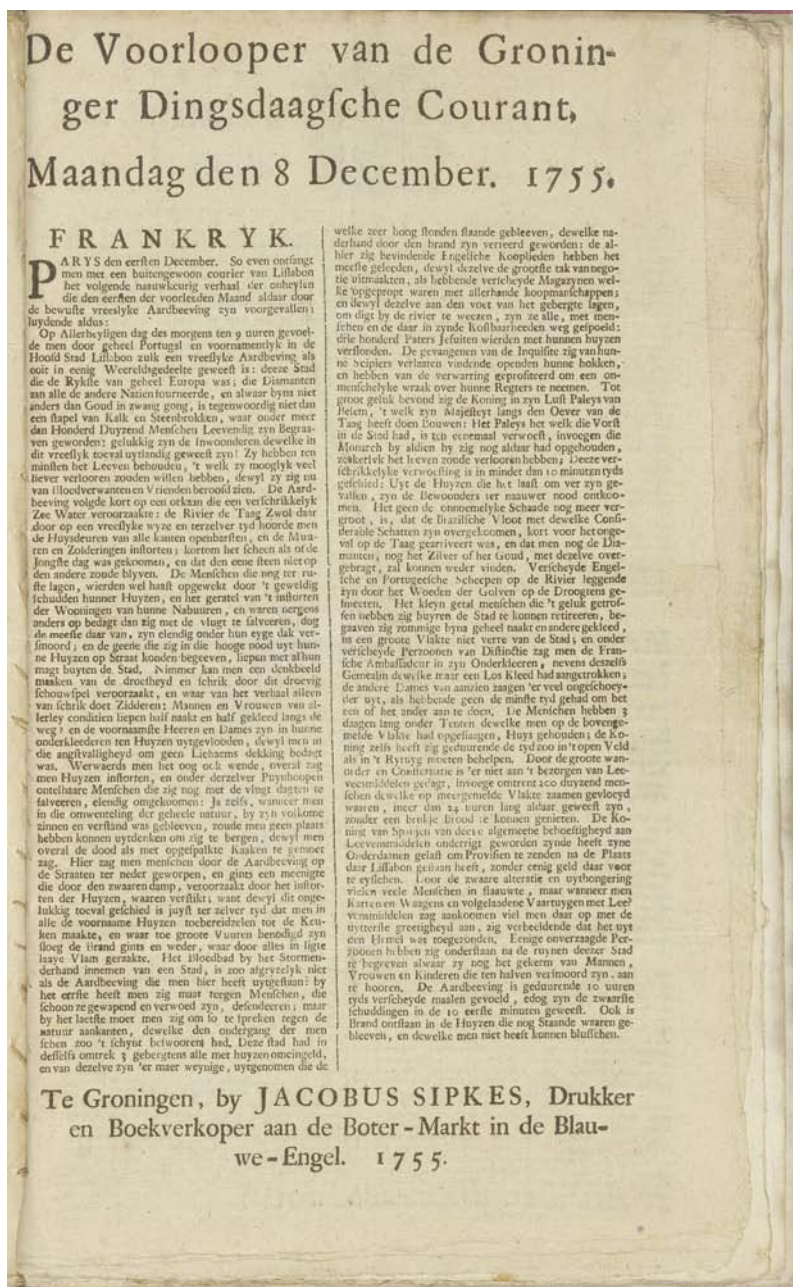 De Voorlooper van de Gronin-
ger Dingsdaagſche Courant,
Maandag den 8 December. 1755.
FRANKRYK.
PARYS den eerſten December. So even ontfangt
men met een buitengewoon courier van Liſſabon
het volgende nauwkeurig verhaal der onheylen
die den eerſten der voorleden Maand aldaar door
de bewuſte vreeslyke Aardbeeving zyn voorgevallen;
luydende aldus:
Op Allerheyligen dag des morgens ten 9 uuren gevoel-
de men door geheel Portugal en voornamentlyk in de
Hoofd Stad Liſſabon zulk een vreeſlyke Aardbeving als
ooit in eenig Weereldsgedeelte geweeſt is: deeze Stad
die de Rykſte van geheel Europa was; die Diamanten
aan alle de andere Natien fourneerde, en alwaar byna niet
anders dan Goud in zwang gong, is tegenwoordig niet dan
een ſtapel van Kalk en Steenbrokken, waar onder meer
dan Honderd Duyzend Menſchen Leevendig zyn Begraa-
ven geworden: gelukkig zyn de Inwoonderen dewelke in
dit vreeſlyk toeval uytlandig geweeſt zyn! Zy hebben ten
minſten het Leeven behouden, 't welk zy mooglyk veel
liever verlooren zouden willen hebben, dewyl zy zig nu
van Bloedverwanten en Vrienden beroofd zien. De Aard-
beeving volgde kort op een orkaan die een verſchrikkelyk
Zee Water veroorzaakte: de Rivier de Taag Zwol daar
door op een vreeſlyke wyze en terzelver tyd hoorde men
de Huysdeuren van alle kanten openbarſten, en de Muu-
ren en Zolderingen inſtorten; kortom het ſcheen als of de
Jongſte dag was gekoomen, en dat den eene ſteen niet op
den andere zoude blyven. De Menſchen die nog ter ru-
ſte lagen, wierden wel haaſt opgewekt door 't geweldig
ſchudden hunner Huyzen, en het geratel van 't inſtorten
der Wooningen van hunne Nabuuren, en waren nergens
anders op bedagt dan zig met de vlugt te ſalveeren, dog
de meeſte daar van, zyn elendig onder hun eyge dak ver-
ſmoord; en de geene die zig in die hooge nood uyt hun-
ne Huyzen op Straat konden begeeven, liepen met al hun
magt buyten de Stad. Nimmer kan men een denkbeeld
maaken van de droefheyd en ſchrik door dit droevig
ſchouwſpel veroorzaakt, en waar van het verhaal alleen
van ſchrik doet Zidderen: Mannen en Vrouwen van al-
lerley conditien liepen half naakt en half gekleed langs de
weg? en de voornaamſte Heeren en Dames zyn in hunne
onderkleederen ten Huyzen uytgevlooden, dewyl men in
die angſtvalligheyd om geen Lichaems dekking bedagt
was. Werwaerds men het oog ock wende, overal zag
men Huyzen inſtorten, en onder derzelver Puynhoopen
ontelbaare Menſchen die zig nog met de vlugt dagten te
ſalveeren, elendig omgekoomen: Ja zelfs, wanneer men
in die omwenteling der geheele natuur, by zyn volkome
zinnen en verſtand was gebleeven, zoude men geen plaats
hebben konnen uytdenken om zig te bergen, dewyl men
overal de dood als met opgeſpalkte Kaaken te gemoet
zag. Hier zag men menſchen door de Aardbeeving op
de Straaten ter neder geworpen, en gints een meenigte
die door den zwaaren damp, veroorzaakt door het inſtor-
ten der Huyzen, waaren verſtikt; want dewyl dit onge-
lukkig toeval geſchied is juyſt ter zelver tyd dat men in
alle de voorname Huyzen toebereidzelen tot de Keu-
ken maakte, en waar toe groote Vuuren benodigd zyn
ſloeg de Brand gints en weder, waar door alles in ligte
laaye Vlam geraakte. Het Bloedbad by het Stormen-
derhand innemen van een Stad, is zoo afgryzelyk niet
als de Aardbeeving die men hier heeft uytgeſtaan: by
het eerſte heeft men zig maar teegen Menſchen, die
ſchoon ze gewapend en verwoed zyn, defendeeren; maar
by het laetſte moet men zig om ſo te ſpreken tegen de
natuur aankanten, dewelke den ondergang der men
ſchen zoo 't ſchynt beſwooren had. Deze ſtad had in
deſſelfs omtrek 3 gebergtens alle met huyzen omcingeld,
en van dezelve zyn 'er maer weynige, uytgenomen die de
welke zeer hoog ſtonden ſtaande gebleeven, dewelke na-
derhand door den brand zyn verteerd geworden: de al-
hier zig bevindende Engelſche Kooplieden hebben het
meeſte geleeden, dewyl dezelve de grootſte tak van nego-
tie uitmaakten, als hebbende verſcheyde Magazynen wel-
ke opgepropt waren met allerhande koopmanſchappen;
en dewyl dezelve aan den voet van het gebergte lagen,
om digt by de rivier te weezen, zyn ze alle, met men-
ſchen en de daar in zynde Koſtbaarheeden weg geſpoeld:
drie honderd Paters Jeſuiten wierden met hunnen huyzen
verſlonden. De gevangenen van de Inquiſitie zig van hun-
ne Scipiers verlaaten vindende openden hunne hokken,
en hebben van de verwarring geprofiteerd om een on-
menſchelyke wraak over hunne Regters te neemen. Tot
groot geluk bevond zig de Koning in zyn Luſt Paleys van
Belem, 't welk zyn Majeſteyt langs den Oever van de
Taag heeft doen Bouwen: Het Paleys het welk die Vorſt
in de Stad had, is ten eenemaal verwoeſt, invoegen die
Monarch by aldien hy zig nog aldaar had opgehouden,
zeekerlyk het leeven zoude verlooren hebben; Deeze ver-
ſchrikkelyke verwoeſting is in minder dan 10 minuten tyds
geſchied: Uyt de Huyzen die het laaſt om ver zyn ge-
vallen, zyn de Bewoonders ter naauwer nood ontkoo-
men. Het geen de onnoemelyke Schaade nog meer ver-
groot, is, dat de Braziliſche Vloot met dewelke Conſi-
derable Schatten zyn overgekoomen, kort voor het onge-
val op de Taag gearriveert was, en dat men nog de Dia-
manten, nog het Zilver of het Goud, met dezelve over-
gebragt, zal konnen weder vinden. Verſcheyde Engel-
ſche en Portugeeſche Scheepen op de Rivier leggende
zyn door het Woeden der Golven op de Droogtens ge-
ſmeeten. Het kleyn getal menſchen die 't geluk getrof-
fen hebben zig buyren de Stad te konnen retireeren, be-
gaaven zig zommige byna geheel naakt en andere gekleed,
in een groote Vlakte niet verre van de Stad; en onder
verſcheyde Perzoonen van Diſtinctie zag men de Fran-
ſche Ambaſſadeur in zyn Onderkleeren, nevens deszelfs
Gemealin dewelke maar een Los Kleed had aangetrokken;
de andere Dames van aanzien zaagen 'er veel ongeſchoey-
der uyt, als hebbende geen de minſte tyd gehad om het
een of het ander aan te doen. De Menſchen hebben 3
daagen lang onder Tenten dewelke men op de bovenge-
melde Vlakte had opgeſlaagen, Huys gehouden; de Ko-
ning zelfs heeft zig geduurende de tyd zoo in 't open Veld
als in 't Rytuyg moeten behelpen. Door de groote wan-
order en Conſternatie is 'er niet aan 't bezorgen van Lee-
vensmiddelen gedagt, invoege omtrent 200 duyzend men-
ſchen dewelke op meergemelde Vlakte zaamen gevloeyd
waaren, meer dan 24 uuren lang aldaar geweeſt zyn,
zonder een brokje Brood te konnen genieten. De Ko-
ning van Spanjen van deeze algemeene behoeftigheyd aan
Leevensmiddelen onderrigt geworden zynde heeft zyne
Onderdaanen gelaſt om Proviſien te zenden na de Plaats
daar Liſſabon geſtaan heeft, zonder eenig geld daar voor
te eyſſchen. Door de zwaare alteratie en uythongering
vielen veele Menſchen in flaauwte, maar wanneer men
Karren en Waagens en volgelaadene Vaartuygen met Lee-
vensmiddelen zag aankoomen viel men daar op met de
uytterſte greetigheyd aan, zig verbeeldende dat het uyt
den Hemel was toegezonden. Eenige onverzaagde Per-
zoonen hebben zig onderſtaan na de ruynen deezer Stad
te begeeven alwaar zy nog het gekerm van Mannen,
Vrouwen en Kinderen die ten halven verſmoord zyn, aan
te hooren. De Aardbeeving is geduurende 10 uuren
tyds verſcheyde maalen gevoeld, edog zyn de zwaarſte
ſchuddingen in de 10 eerſte minuten geweeſt. Ook is
Brand ontſtaan in de Huyzen die nog Staande waaren ge-
bleeven, en dewelke men niet heeft konnen bluſſchen.
Te Groningen, by JACOBUS SIPKES, Drukker
en Boekverkoper aan de Boter-Markt in de Blau-
we-Engel. 1755.